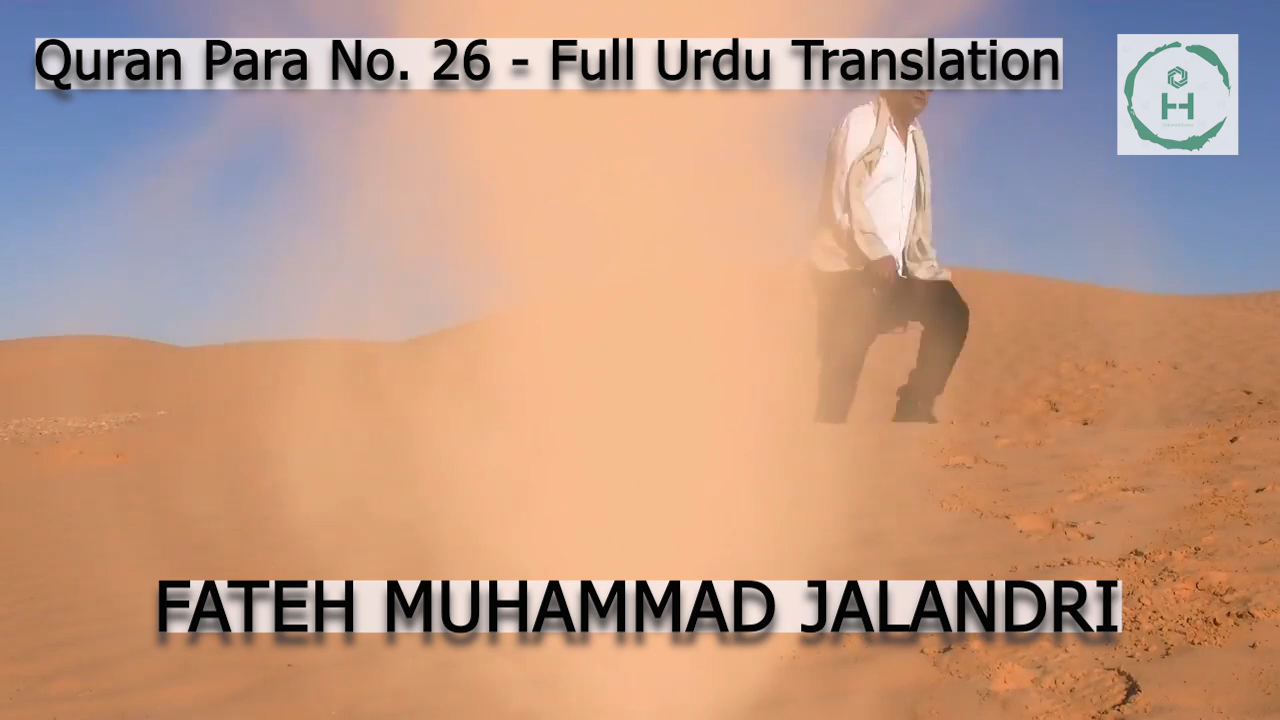 Quran Para No. 26 - Full Urdu Translation
H
FATEH MUHAMMAD JALANDRI